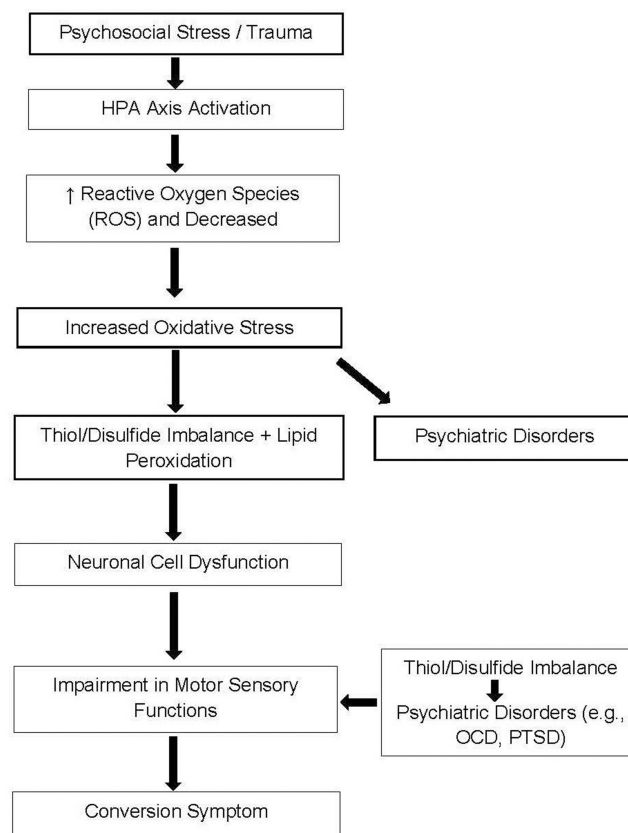 Psychosocial Stress / Trauma
HPA Axis Activation
↑ Reactive Oxygen Species
(ROS) and Decreased
Increased Oxidative Stress
Thiol/Disulfide Imbalance + Lipid
Peroxidation
Psychiatric Disorders
Neuronal Cell Dysfunction
Impairment in Motor Sensory
Functions
Thiol/Disulfide Imbalance
Psychiatric Disorders (e.g.,
OCD, PTSD)
Conversion Symptom